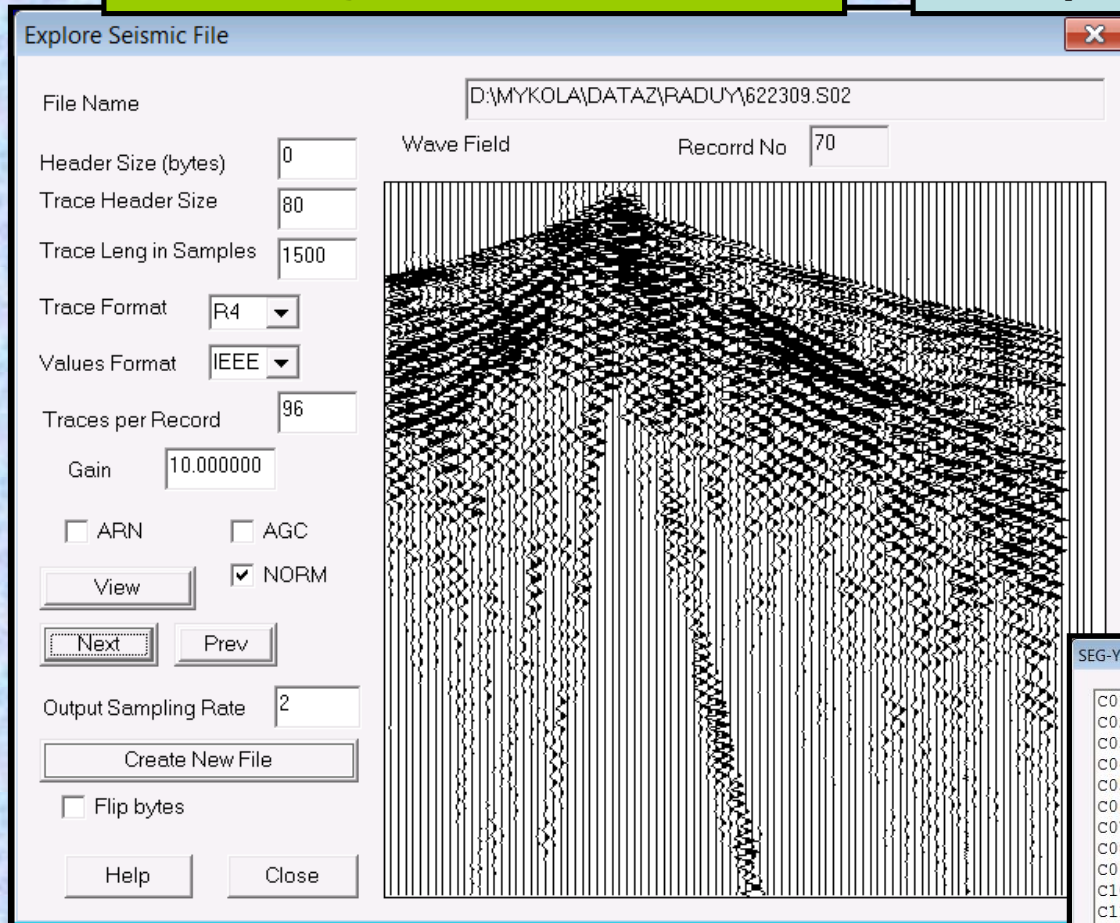 Explore Seismic File
File Name
D:\MYKOLA\DATAZ\RADUY\622309.S02
Header Size (bytes) 0
Wave Field
Recorrd No 70
Trace Header Size 80
Trace Leng in Samples 1500
Trace Format R4
Values Format IEEE
Traces per Record 96
Gain 10.000000
ARN
AGC
View
NORM
Next
Prev
Output Sampling Rate 2
Create New File
Flip bytes
Help
Close
SEG-Y